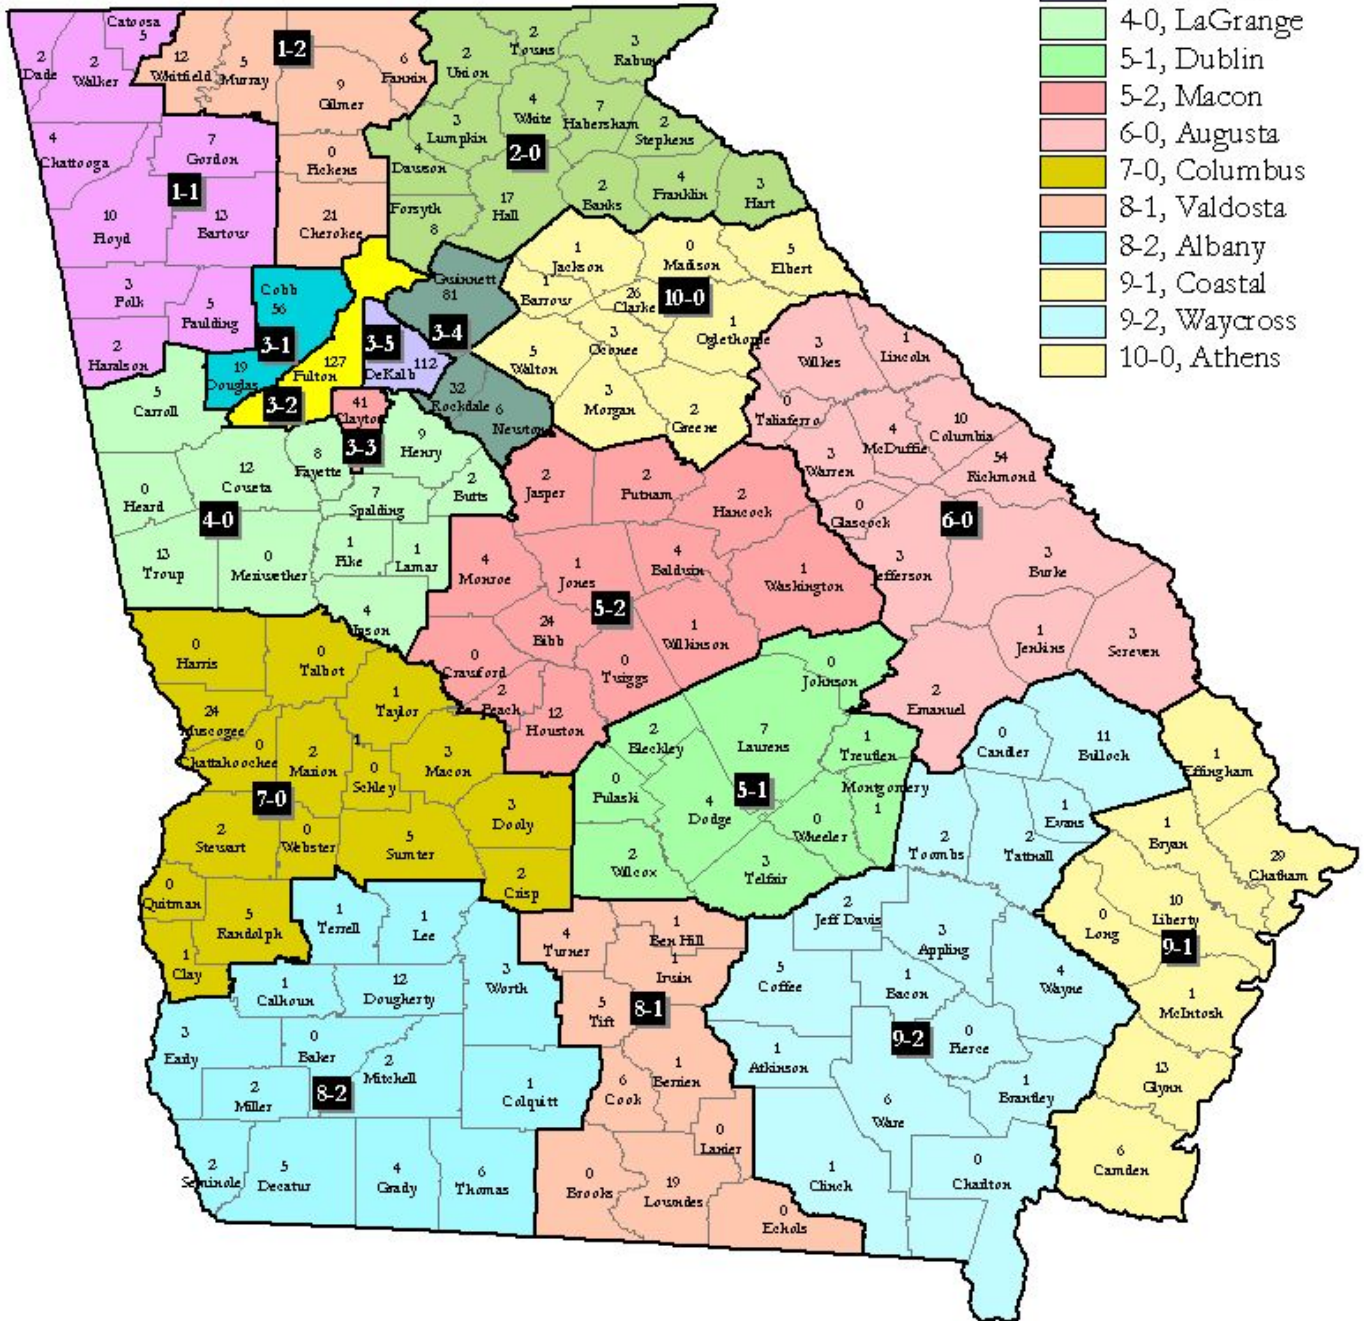 4-0, LaGrange
5-1, Dublin
5-2, Macon
6-0, Augusta
7-0, Columbus
8-1, Valdosta
8-2, Albany
9-1, Coastal
9-2, Waycross
10-0, Athens
Catoosa
5
2
Dade
2
Walker
12
Whitfield
5
Murray
1-2
6
Fannin
9
Gilmer
2
Union
2
Towns
3
Rabun
4
Chattooga
7
Gordon
1-1
0
Pickens
3
Lumpkin
4
White
7
Habersham
2
Stephens
4
Dawson
2-0
10
Floyd
13
Bartow
21
Cherokee
Forsyth
8
17
Hall
2
Banks
4
Franklin
3
Hart
3
Polk
5
Paulding
2
Haralson
Cobb
56
3-1
19
Douglas
127
Fulton
3-2
3-5
DeKalb
112
Gwinnett
81
3-4
32
Rockdale
6
Newton
41
Clayton
3-3
1
Jackson
0
Madison
5
Elbert
1
Barrow
26
Clarke
10-0
1
Oglethorpe
3
Oconee
5
Walton
3
Morgan
2
Greene
5
Carroll
8
Fayette
9
Henry
12
Coweta
0
Heard
7
Spalding
2
Butts
4-0
13
Troup
0
Meriwether
1
Pike
1
Lamar
4
Upson
3
Wilkes
1
Lincoln
0
Taliaferro
4
McDuffie
10
Columbia
3
Warren
54
Richmond
0
Glascock
6-0
3
Jefferson
3
Burke
1
Jenkins
3
Screven
2
Emanuel
2
Jasper
2
Putnam
2
Hancock
4
Monroe
1
Jones
4
Baldwin
1
Washington
5-2
24
Bibb
1
Wilkinson
0
Crawford
0
Twiggs
2
Peach
12
Houston
0
Harris
0
Talbot
1
Taylor
24
Muscogee
0
Chattahoochee
2
Marion
1
0
Schley
3
Macon
7-0
3
Dooly
2
Stewart
0
Webster
5
Sumter
2
Crisp
0
Quitman
5
Randolph
1
Clay
0
Johnson
2
Bleckley
7
Laurens
1
Treutlen
0
Pulaski
4
Dodge
5-1
Montgomery
1
0
Wheeler
2
Wilcox
3
Telfair
0
Candler
11
Bulloch
1
Effingham
1
Evans
2
Toombs
2
Tattnall
1
Bryan
29
Chatham
10
Liberty
0
Long
9-1
1
McIntosh
13
Glynn
6
Camden
1
Terrell
1
Lee
3
Worth
1
Calhoun
12
Dougherty
3
Early
0
Baker
2
Mitchell
2
Miller
8-2
1
Colquitt
2
Seminole
5
Decatur
4
Grady
6
Thomas
4
Turner
1
Ben Hill
1
Irwin
5
Tift
8-1
6
Cook
1
Berrien
0
Lanier
0
Brooks
19
Lowndes
0
Echols
2
Jeff Davis
3
Appling
5
Coffee
1
Bacon
4
Wayne
9-2
0
Pierce
1
Atkinson
6
Ware
1
Brantley
1
Clinch
0
Charlton